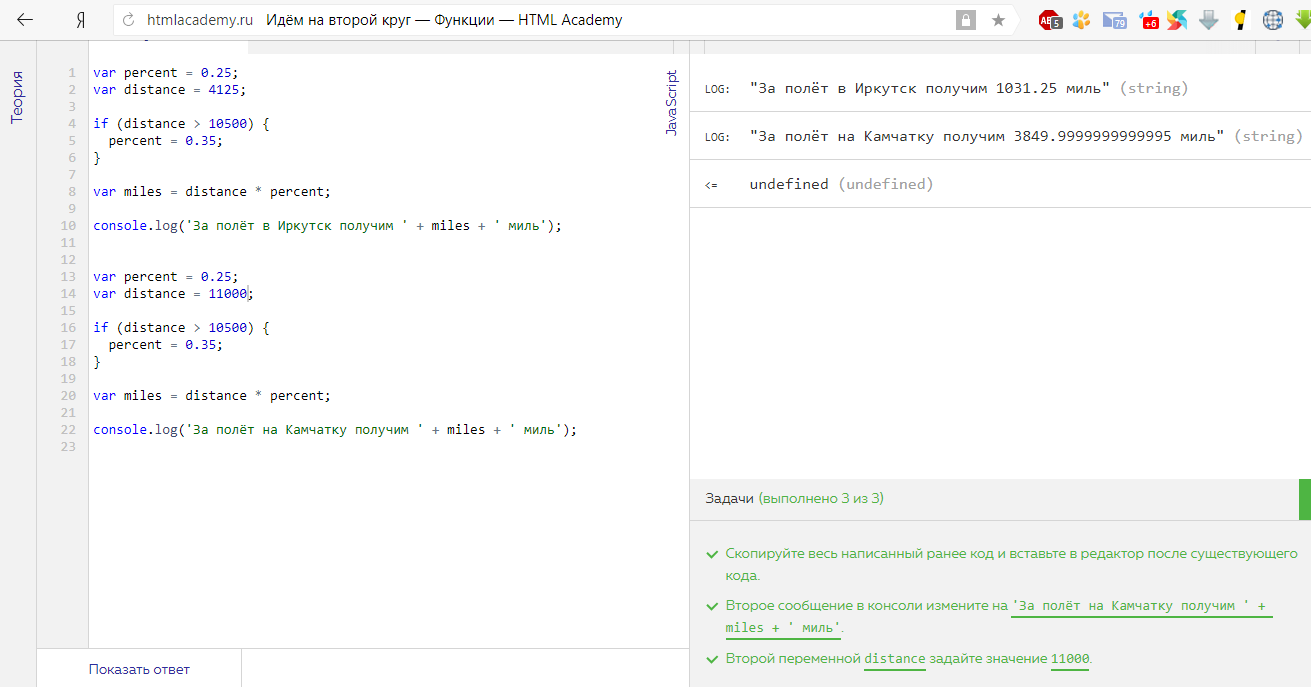 Я htmlacademy.ru Идём на второй круг — Функции — HTML Academy
5 79 +6
Теория
JavaScript
1 var percent = 0.25;
2 var distance = 4125;
3
4 if (distance > 10500) {
5 percent = 0.35;
6 }
7
8 var miles = distance * percent;
9
10 console.log('За полёт в Иркутск получим ' + miles + ' миль');
11
12
13 var percent = 0.25;
14 var distance = 11000;
15
16 if (distance > 10500) {
17 percent = 0.35;
18 }
19
20 var miles = distance * percent;
21
22 console.log('За полёт на Камчатку получим ' + miles + ' миль');
23
Показать ответ
LOG: "За полёт в Иркутск получим 1031.25 миль" (string)
LOG: "За полёт на Камчатку получим 3849.9999999999995 миль" (string)
<= undefined (undefined)
Задачи (выполнено 3 из 3)
Скопируйте весь написанный ранее код и вставьте в редактор после существующего
кода.
Второе сообщение в консоли измените на 'За полёт на Камчатку получим ' +
miles + ' миль'.
Второй переменной distance задайте значение 11000.